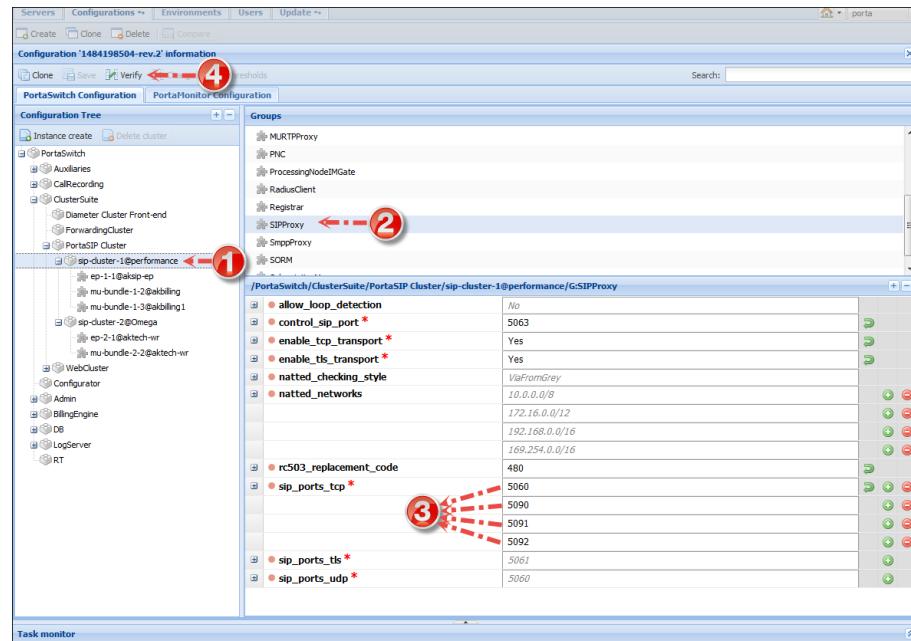 Servers Configurations Environments Users Update porta
Create Clone Delete Compare
Configuration '1484198504-rev.2' information
Clone Save Verify 4 resholds Search:
PortaSwitch Configuration PortaMonitor Configuration
Configuration Tree
Groups
Instance create Delete cluster
PortaSwitch
Auxiliaries
CallRecording
ClusterSuite
Diameter Cluster Front-end
ForwardingCluster
PortaSIP Cluster
sip-cluster-1@performance 1
ep-1-1@aksip-ep
mu-bundle-1-2@akbilling
mu-bundle-1-3@akbilling1
sip-cluster-2@Omega
ep-2-1@aktech-wr
mu-bundle-2-2@aktech-wr
WebCluster
Configurator
Admin
BillingEngine
DB
LogServer
RT
MURTPProxy
PNC
ProcessingNodeIMGate
RadiusClient
Registrar
SIPProxy 2
SmppProxy
SORM
/PortaSwitch/ClusterSuite/PortaSIP Cluster/sip-cluster-1@performance/G:SIPProxy
allow_loop_detection No
control_sip_port * 5063
enable_tcp_transport * Yes
enable_tls_transport * Yes
natted_checking_style ViaFromGrey
natted_networks 10.0.0.0/8
172.16.0.0/12
192.168.0.0/16
169.254.0.0/16
rc503_replacement_code 480
sip_ports_tcp * 5060
3 5090
5091
5092
sip_ports_tls * 5061
sip_ports_udp * 5060
Task monitor